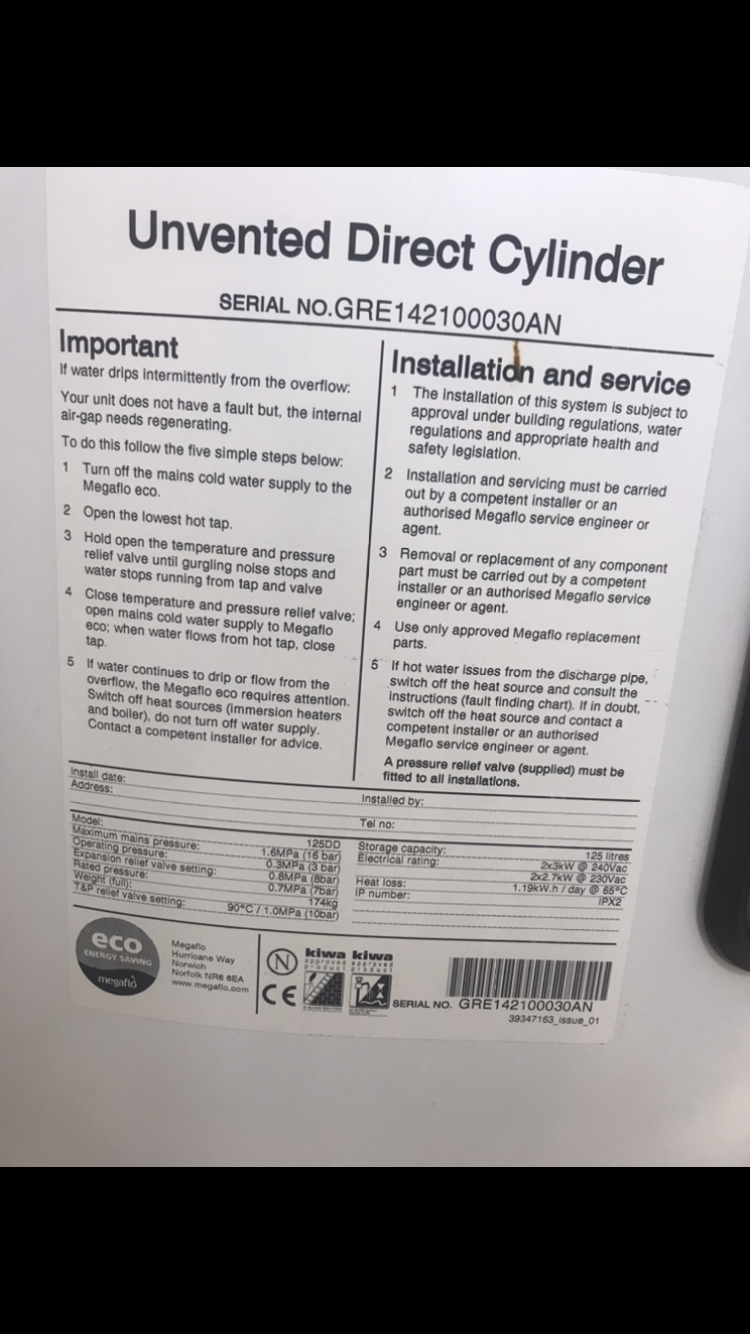 Unvented Direct Cylinder
SERIAL NO.GRE142100030AN
Important
If water drips intermittently from the overflow:
Your unit does not have a fault but, the internal
air-gap needs regenerating.
To do this follow the five simple steps below:
1 Turn off the mains cold water supply to the
Megaflo eco.
2 Open the lowest hot tap.
3 Hold open the temperature and pressure
relief valve until gurgling noise stops and
water stops running from tap and valve
4 Close temperature and pressure relief valve;
open mains cold water supply to Megaflo
eco; when water flows from hot tap, close
tap.
5 If water continues to drip or flow from the
overflow, the Megaflo eco requires attention.
Switch off heat sources (immersion heaters
and boiler), do not turn off water supply.
Contact a competent installer for advice.
Installation and service
1 The installation of this system is subject to
approval under building regulations, water
regulations and appropriate health and
safety legislation.
2 Installation and servicing must be carried
out by a competent installer or an
authorised Megaflo service engineer or
agent.
3 Removal or replacement of any component
part must be carried out by a competent
installer or an authorised Megaflo service
engineer or agent.
4 Use only approved Megaflo replacement
parts.
5 If hot water issues from the discharge pipe,
switch off the heat source and consult the
instructions (fault finding chart). If in doubt,
switch off the heat source and contact a
competent installer or an authorised
Megaflo service engineer or agent.
A pressure relief valve (supplied) must be
fitted to all installations.
Install date:
Address:
Installed by:
Tel no:
Model: 125DD
Maximum mains pressure: 1.6MPa (16 bar)
Operating pressure: 0.3MPa (3 bar)
Expansion relief valve setting: 0.8MPa (8bar)
Rated pressure: 0.7MPa (7bar)
Weight (full): 174kg
T&P relief valve setting: 90°C / 1.0MPa (10bar)
Storage capacity: 125 litres
Electrical rating: 2x3kW @ 240Vac
2x2.7kW @ 230Vac
Heat loss: 1.19kW.h / day @ 65°C
IP number: IPX2
eco
ENERGY SAVING
megaflo
Megaflo
Hurricane Way
Norwich
Norfolk NR6 6EA
www.megaflo.com
N
CE
kiwa kiwa
approved approved
product product
SERIAL NO. GRE142100030AN
39347163_issue_01